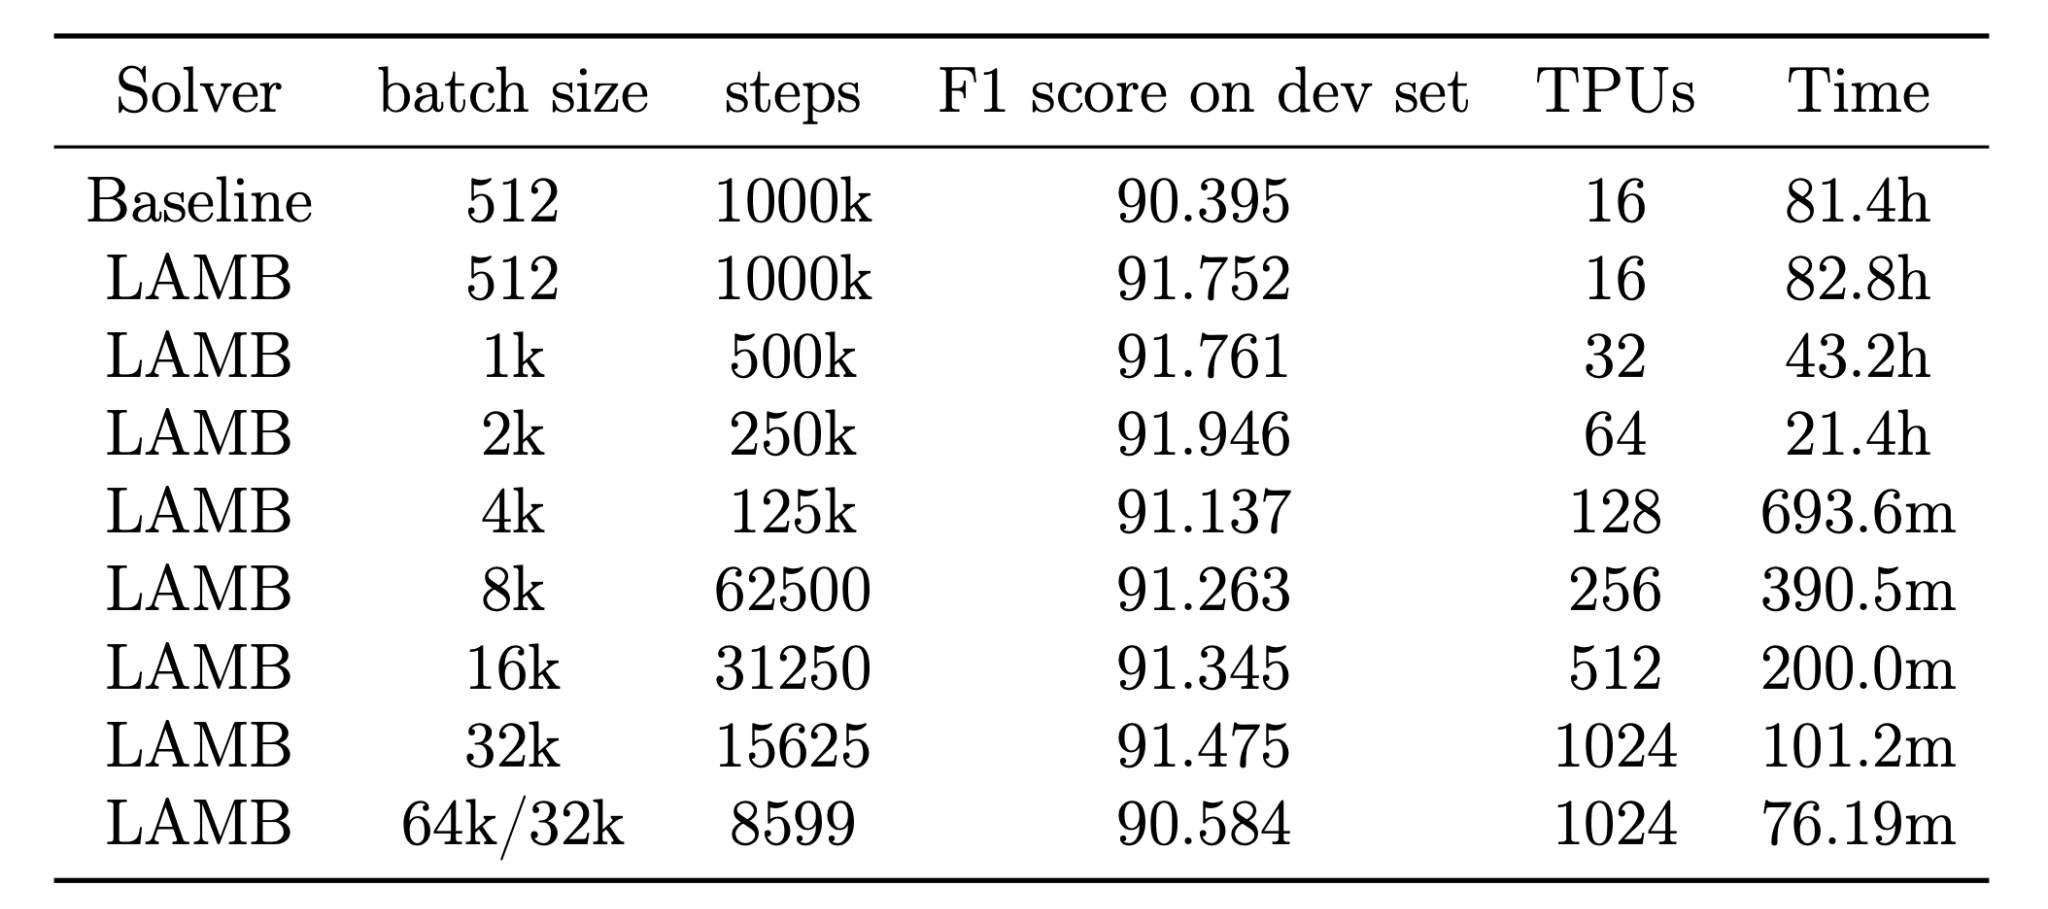 Solver batch size steps F1 score on dev set TPUs Time
Baseline 512 1000k 90.395 16 81.4h
LAMB 512 1000k 91.752 16 82.8h
LAMB 1k 500k 91.761 32 43.2h
LAMB 2k 250k 91.946 64 21.4h
LAMB 4k 125k 91.137 128 693.6m
LAMB 8k 62500 91.263 256 390.5m
LAMB 16k 31250 91.345 512 200.0m
LAMB 32k 15625 91.475 1024 101.2m
LAMB 64k/32k 8599 90.584 1024 76.19m